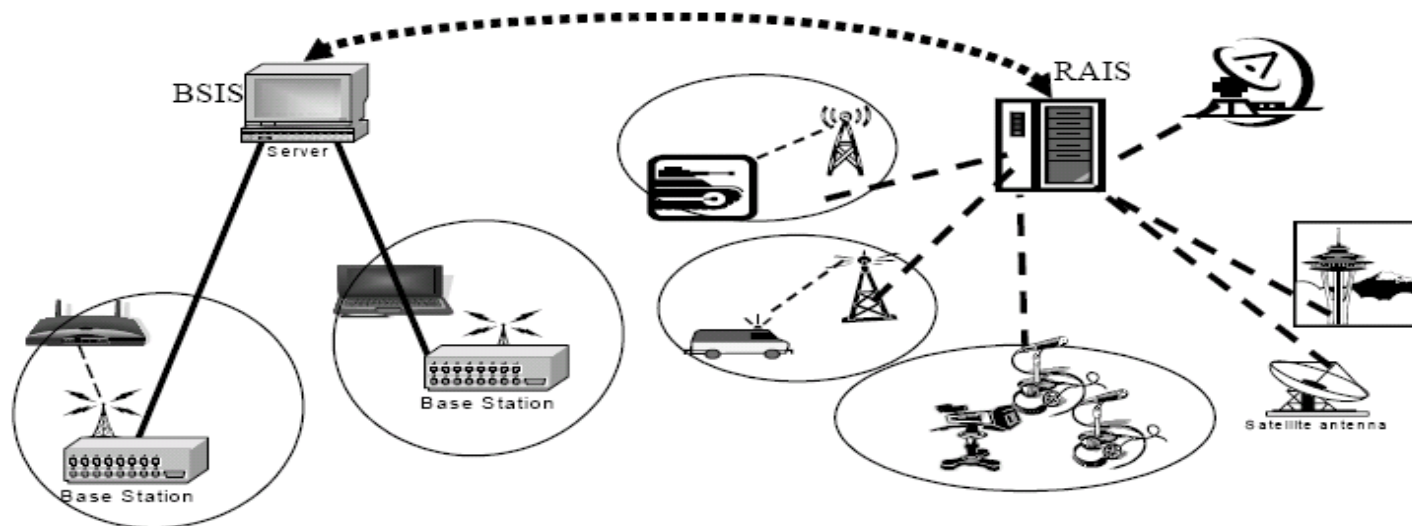 BSIS
RAIS
Server
Base Station
Base Station
Satellite antenna